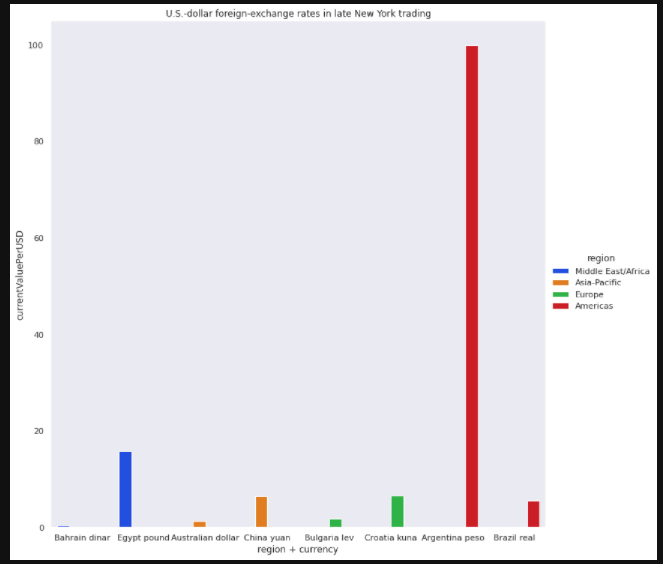 U.S.-dollar foreign-exchange rates in late New York trading
100
80
60
40
20
0
currentValuePerUSD
Bahrain dinar Egypt pound Australian dollar China yuan Bulgaria lev Croatia kuna Argentina peso Brazil real
region + currency
region
Middle East/Africa
Asia-Pacific
Europe
Americas